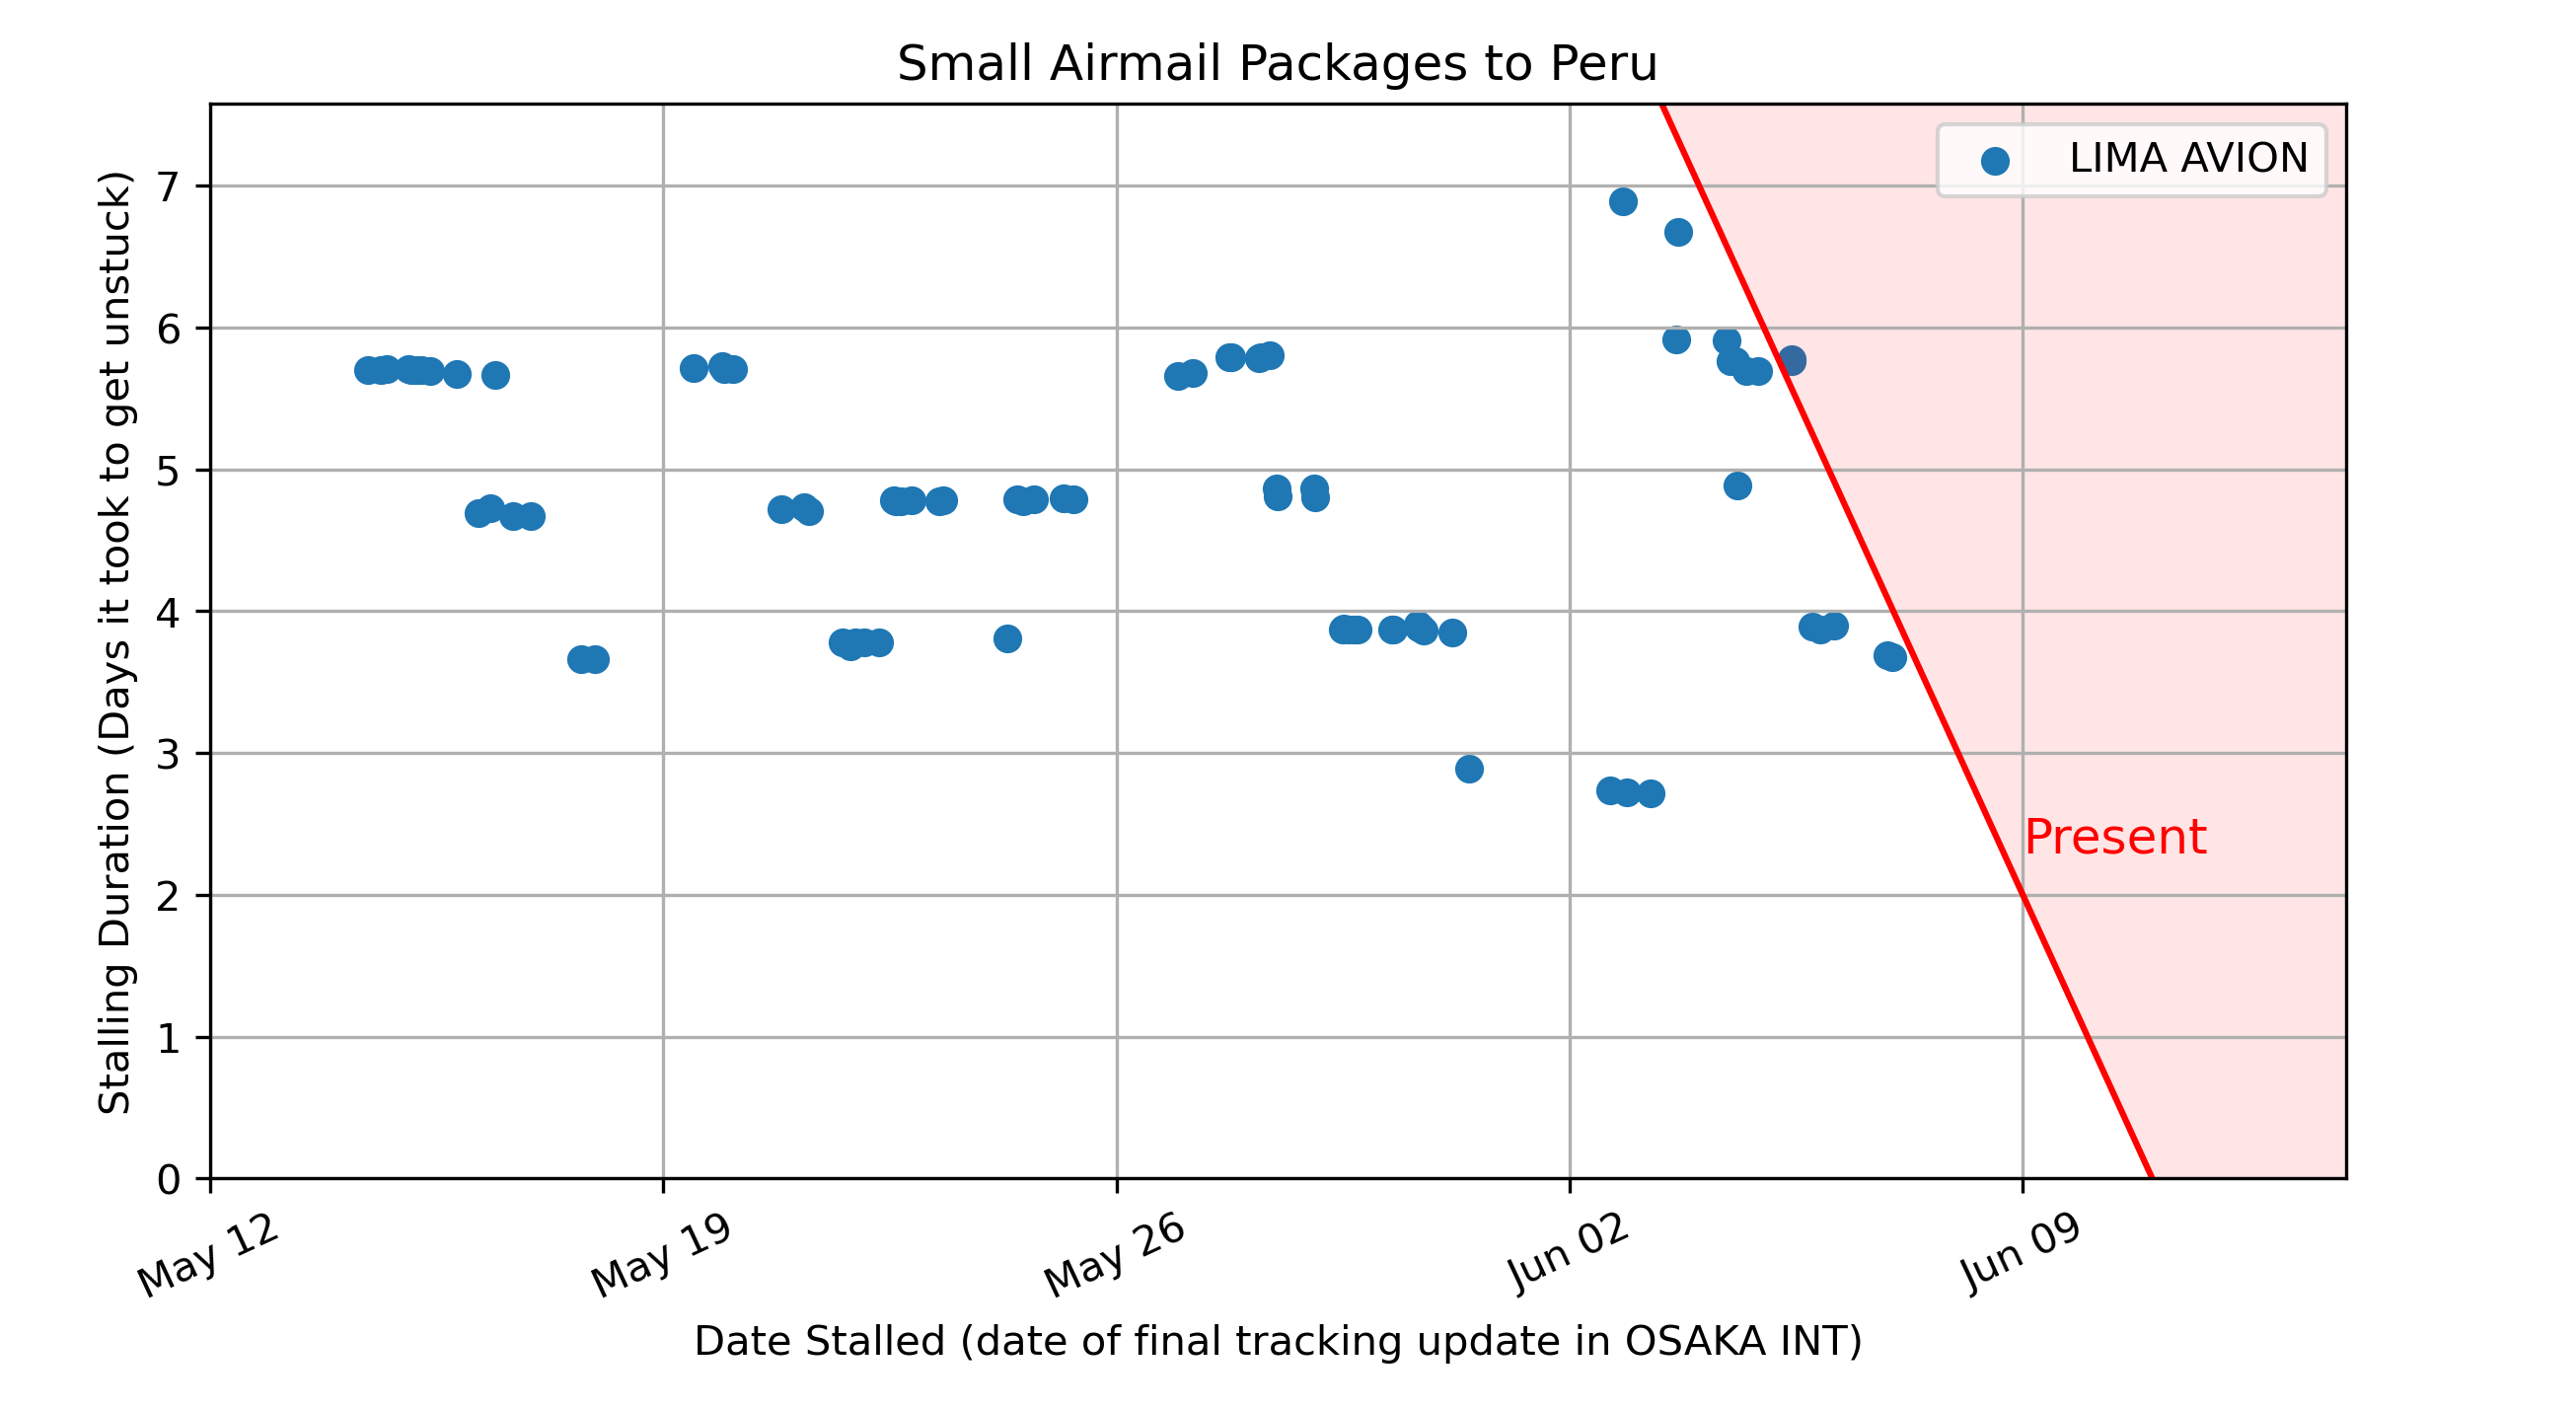 Small Airmail Packages to Peru
LIMA AVION
Stalling Duration (Days it took to get unstuck)
7
6
5
4
3
2
1
0
Present
May 12
May 19
May 26
Jun 02
Jun 09
Date Stalled (date of final tracking update in OSAKA INT)